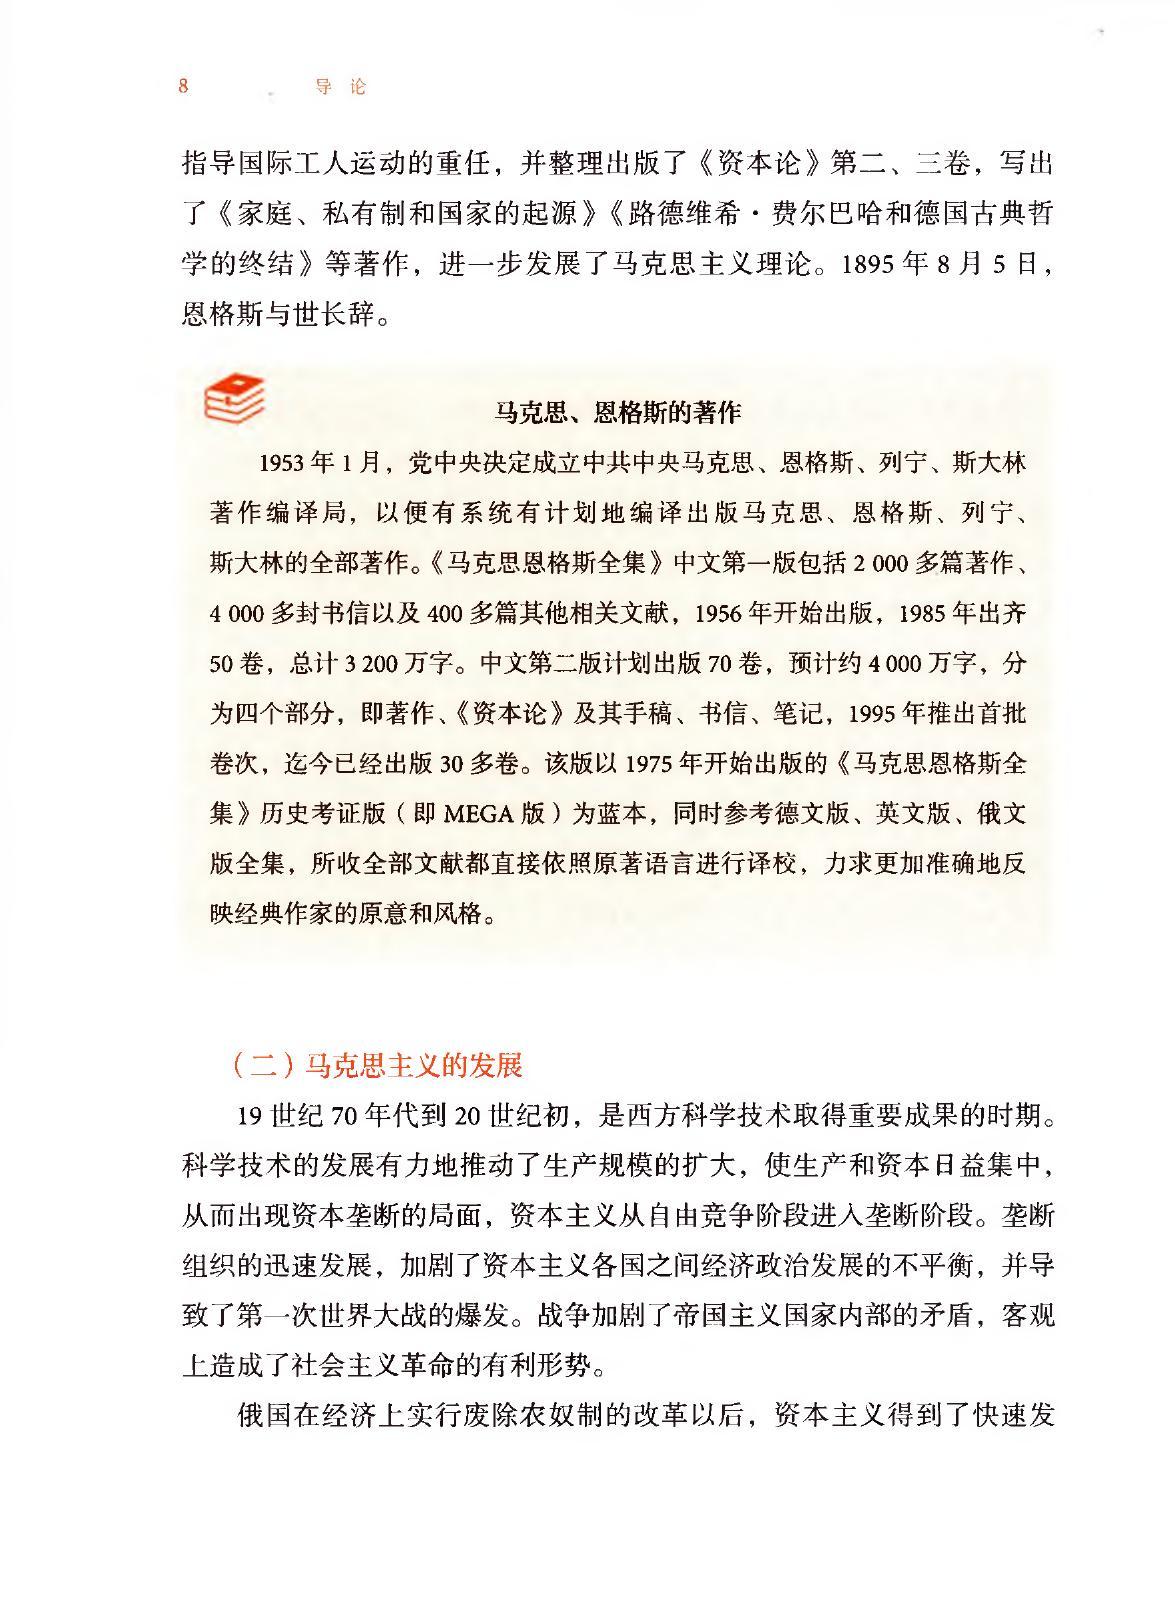 8 导 论
指导国际工人运动的重任，并整理出版了《资本论》第二、三卷，写出
了《家庭、私有制和国家的起源》《路德维希·费尔巴哈和德国古典哲
学的终结》等著作，进一步发展了马克思主义理论。1895 年 8 月 5 日，
恩格斯与世长辞。
马克思、恩格斯的著作
1953 年 1 月，党中央决定成立中共中央马克思、恩格斯、列宁、斯大林
著作编译局，以便有系统有计划地编译出版马克思、恩格斯、列宁、
斯大林的全部著作。《马克思恩格斯全集》中文第一版包括 2 000 多篇著作、
4 000 多封书信以及 400 多篇其他相关文献，1956 年开始出版，1985 年出齐
50 卷，总计 3 200 万字。中文第二版计划出版 70 卷，预计约 4 000 万字，分
为四个部分，即著作、《资本论》及其手稿、书信、笔记，1995 年推出首批
卷次，迄今已经出版 30 多卷。该版以 1975 年开始出版的《马克思恩格斯全
集》历史考证版（即 MEGA 版）为蓝本，同时参考德文版、英文版、俄文
版全集，所收全部文献都直接依照原著语言进行译校，力求更加准确地反
映经典作家的原意和风格。
（二）马克思主义的发展
19 世纪 70 年代到 20 世纪初，是西方科学技术取得重要成果的时期。
科学技术的发展有力地推动了生产规模的扩大，使生产和资本日益集中，
从而出现资本垄断的局面，资本主义从自由竞争阶段进入垄断阶段。垄断
组织的迅速发展，加剧了资本主义各国之间经济政治发展的不平衡，并导
致了第一次世界大战的爆发。战争加剧了帝国主义国家内部的矛盾，客观
上造成了社会主义革命的有利形势。
俄国在经济上实行废除农奴制的改革以后，资本主义得到了快速发